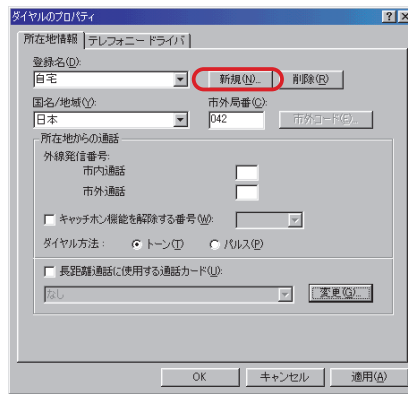 ダイヤルのプロパティ
所在地情報 テレフォニー ドライバ
登録名(D):
自宅 新規(N)... 削除(R)
国名/地域(Y): 市外局番(C):
日本 042 市外コード(E)...
所在地からの通話
外線発信番号:
市内通話
市外通話
キャッチホン機能を解除する番号(W):
ダイヤル方法: トーン(T) パルス(P)
長距離通話に使用する通話カード(U):
なし 変更(G)...
OK キャンセル 適用(A)